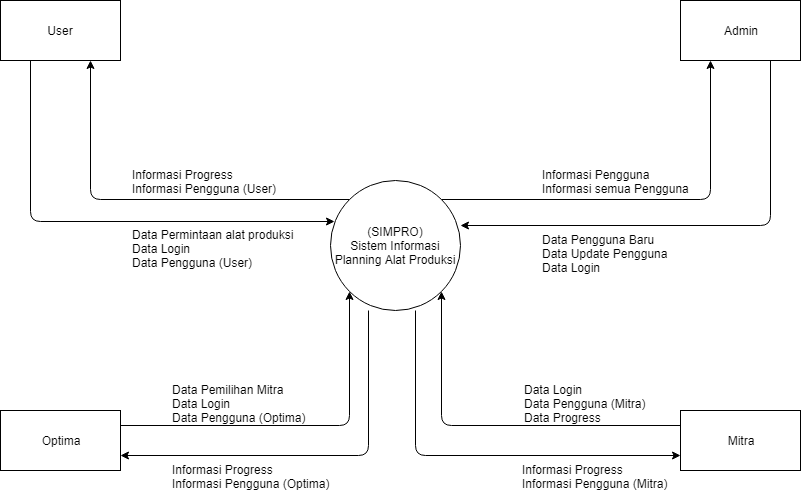 User
Admin
Informasi Progress
Informasi Pengguna (User)
Informasi Pengguna
Informasi semua Pengguna
Data Permintaan alat produksi
Data Login
Data Pengguna (User)
(SIMPRO)
Sistem Informasi
Planning Alat Produksi
Data Pengguna Baru
Data Update Pengguna
Data Login
Data Pemilihan Mitra
Data Login
Data Pengguna (Optima)
Data Login
Data Pengguna (Mitra)
Data Progress
Optima
Mitra
Informasi Progress
Informasi Pengguna (Optima)
Informasi Progress
Informasi Pengguna (Mitra)